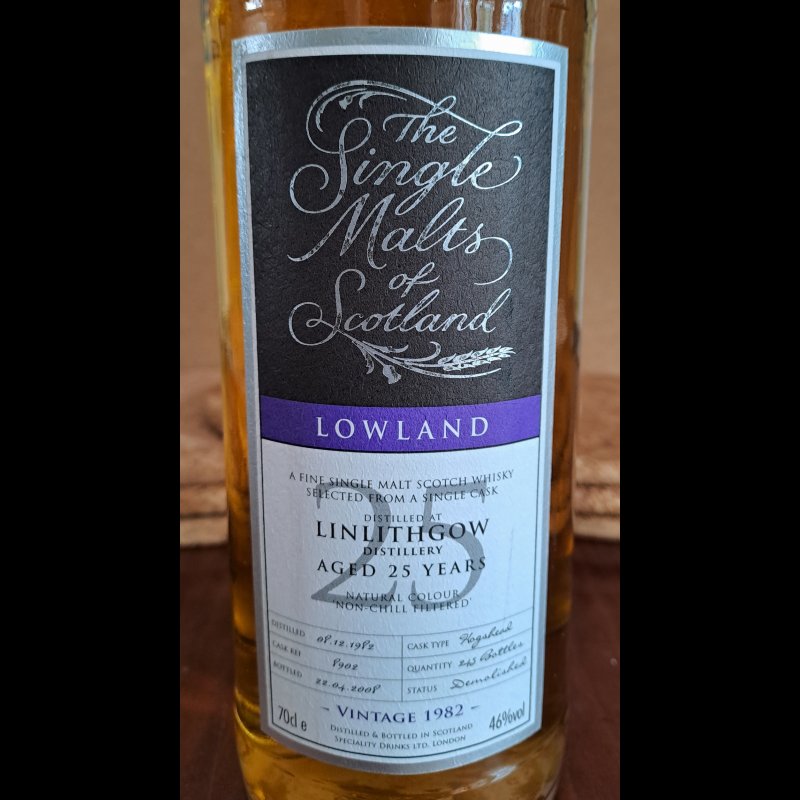 The
Single
Malts
of
Scotland
LOWLAND
25
A FINE SINGLE MALT SCOTCH WHISKY
SELECTED FROM A SINGLE CASK
DISTILLED AT
LINLITHGOW
DISTILLERY
AGED 25 YEARS
NATURAL COLOUR
'NON-CHILL FILTERED'
DISTILLED 08.12.1982 CASK TYPE Hogshead
CASK REF 8902 QUANTITY 245 Bottles
BOTTLED 22.04.2008 STATUS Demolished
- VINTAGE 1982 -
70cl e 46%vol
DISTILLED & BOTTLED IN SCOTLAND
SPECIALITY DRINKS LTD. LONDON